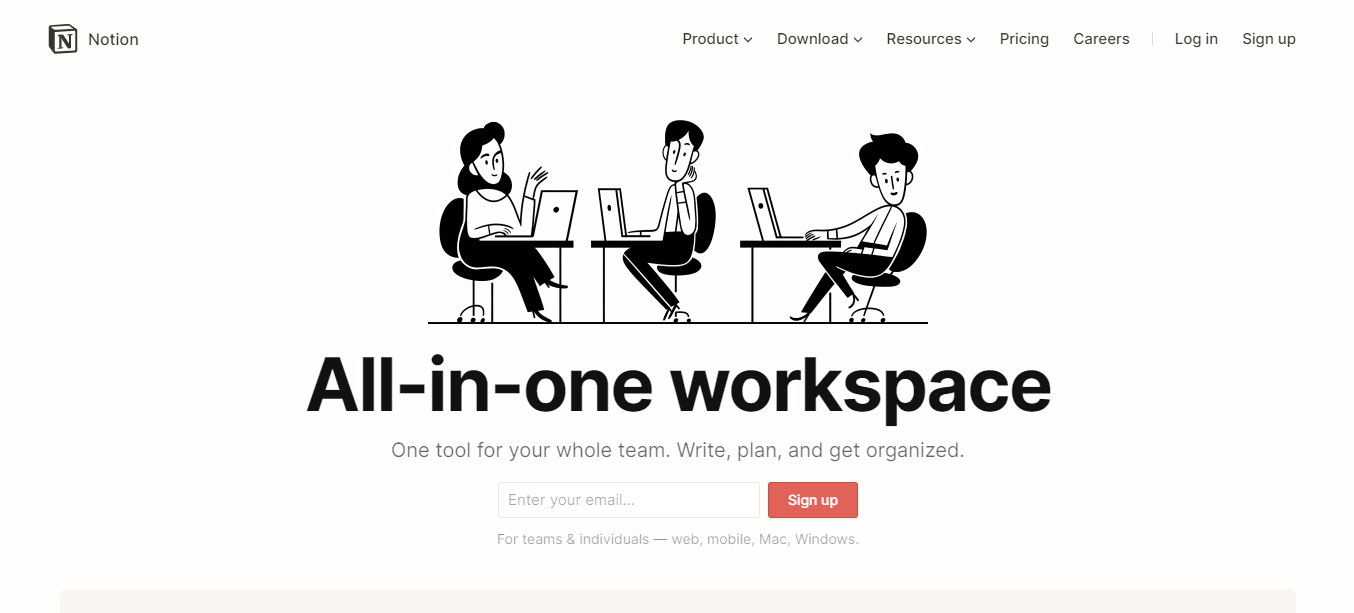 Notion
Product Download Resources Pricing Careers Log in Sign up
All-in-one workspace
One tool for your whole team. Write, plan, and get organized.
Enter your email... Sign up
For teams & individuals — web, mobile, Mac, Windows.